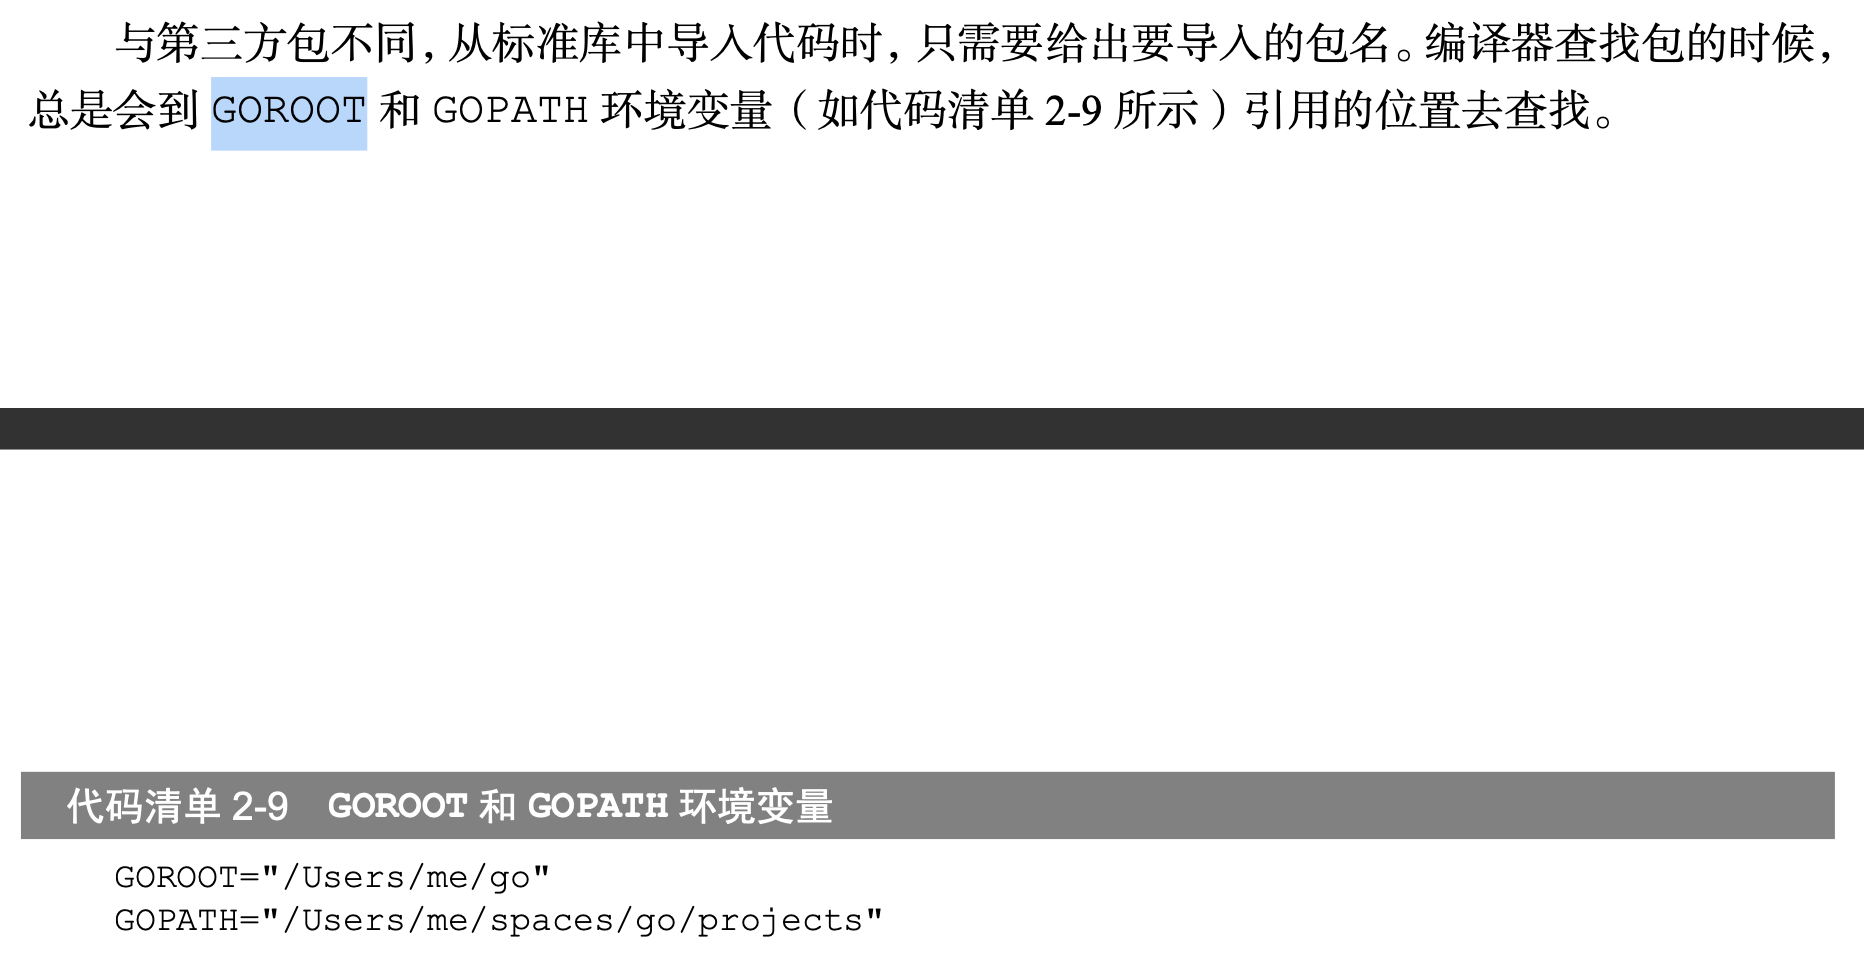 与第三方包不同，从标准库中导入代码时，只需要给出要导入的包名。编译器查找包的时候，
总是会到 GOROOT 和 GOPATH 环境变量（如代码清单 2-9 所示）引用的位置去查找。
代码清单 2-9 GOROOT 和 GOPATH 环境变量
GOROOT="/Users/me/go"
GOPATH="/Users/me/spaces/go/projects"